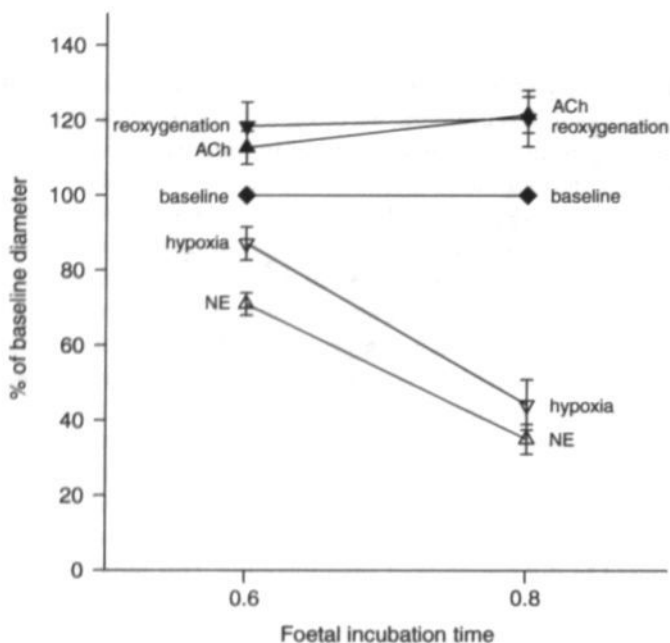 140
120
100
80
60
40
20
0
% of baseline diameter
reoxygenation
ACh
baseline
hypoxia
NE
ACh
reoxygenation
baseline
hypoxia
NE
0.6
0.8
Foetal incubation time